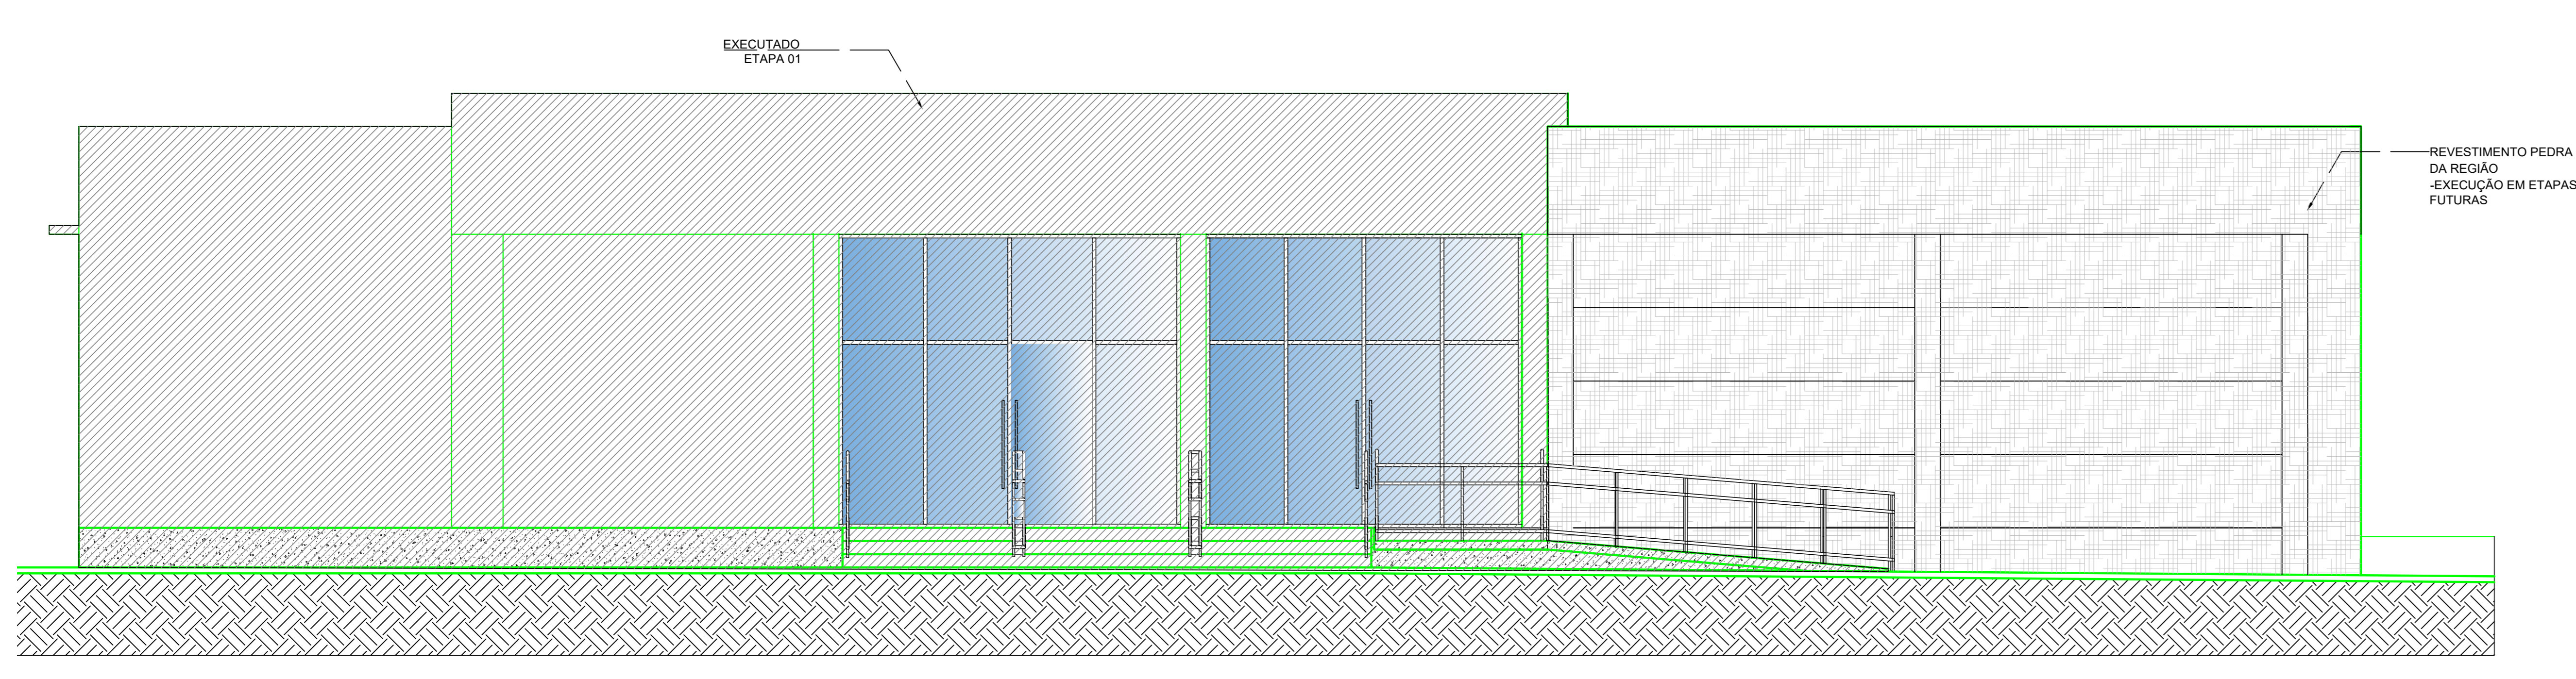 EXECUTADO
ETAPA 01
REVESTIMENTO PEDRA
DA REGIÃO
-EXECUÇÃO EM ETAPAS
FUTURAS